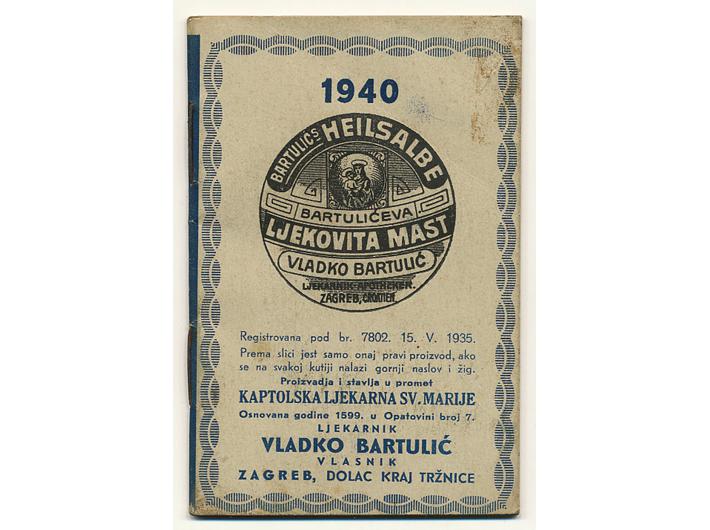 1940
BARTULIĆS HEILSALBE
BARTULIĆEVA
LJEKOVITA MAST
VLADKO BARTULIĆ
LJEKARNIK-APOTHEKER.
ZAGREB, CROATIEN.
Registrovana pod br. 7802. 15. V. 1935.
Prema slici jest samo onaj pravi proizvod, ako
se na svakoj kutiji nalazi gornji naslov i žig.
Proizvadja i stavlja u promet
KAPTOLSKA LJEKARNA SV. MARIJE
Osnovana godine 1599. u Opatovini broj 7.
LJEKARNIK
VLADKO BARTULIĆ
VLASNIK
ZAGREB, DOLAC KRAJ TRŽNICE